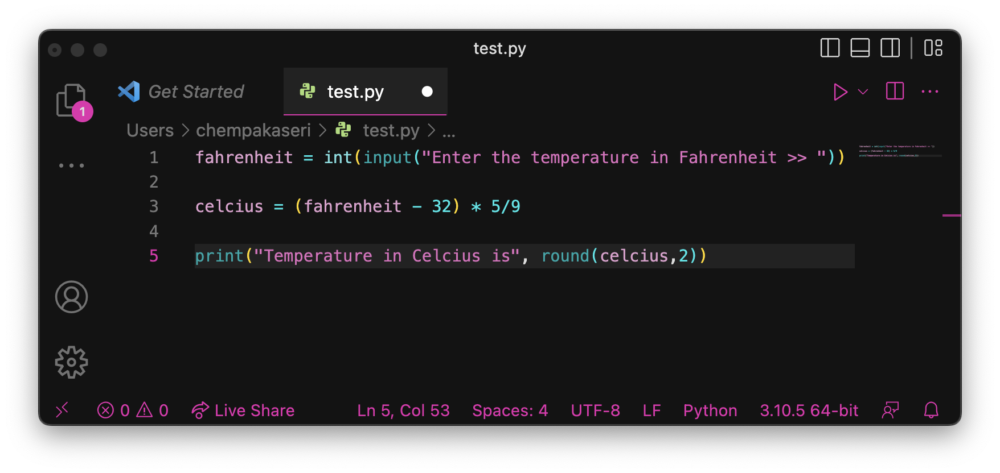 test.py
Get Started
test.py
1
Users > chempakaseri > test.py > ...
1 fahrenheit = int(input("Enter the temperature in Fahrenheit >> "))
2
3 celcius = (fahrenheit - 32) * 5/9
4
5 print("Temperature in Celcius is", round(celcius,2))
0 0 Live Share Ln 5, Col 53 Spaces: 4 UTF-8 LF Python 3.10.5 64-bit